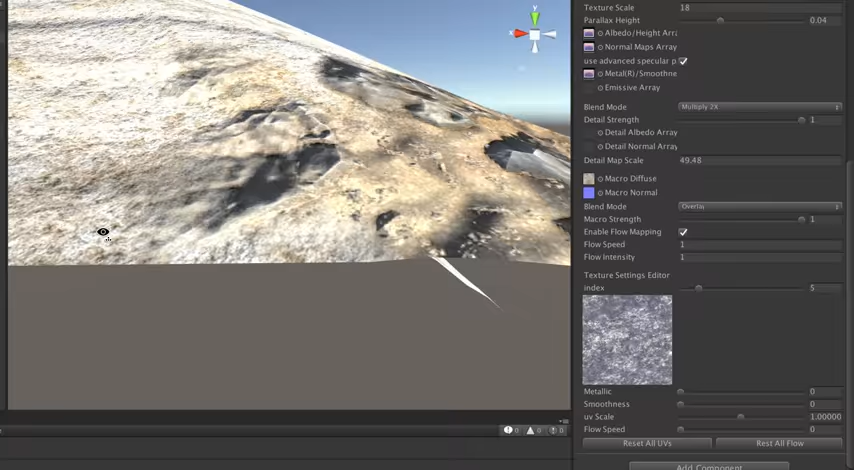 Texture Scale 18
Parallax Height 0.04
Albedo/Height Arra
Normal Maps Array
use advanced specular p
Metal(R)/Smoothne
Emissive Array
Blend Mode Multiply 2X
Detail Strength 1
Detail Albedo Array
Detail Normal Array
Detail Map Scale 49.48
Macro Diffuse
Macro Normal
Blend Mode Overlay
Macro Strength 1
Enable Flow Mapping
Flow Speed 1
Flow Intensity 1
Texture Settings Editor
index 5
Metallic 0
Smoothness 0
uv Scale 1.00000
Flow Speed 0
Reset All UVs Rest All Flow
Add Component
y
x
0 0 0